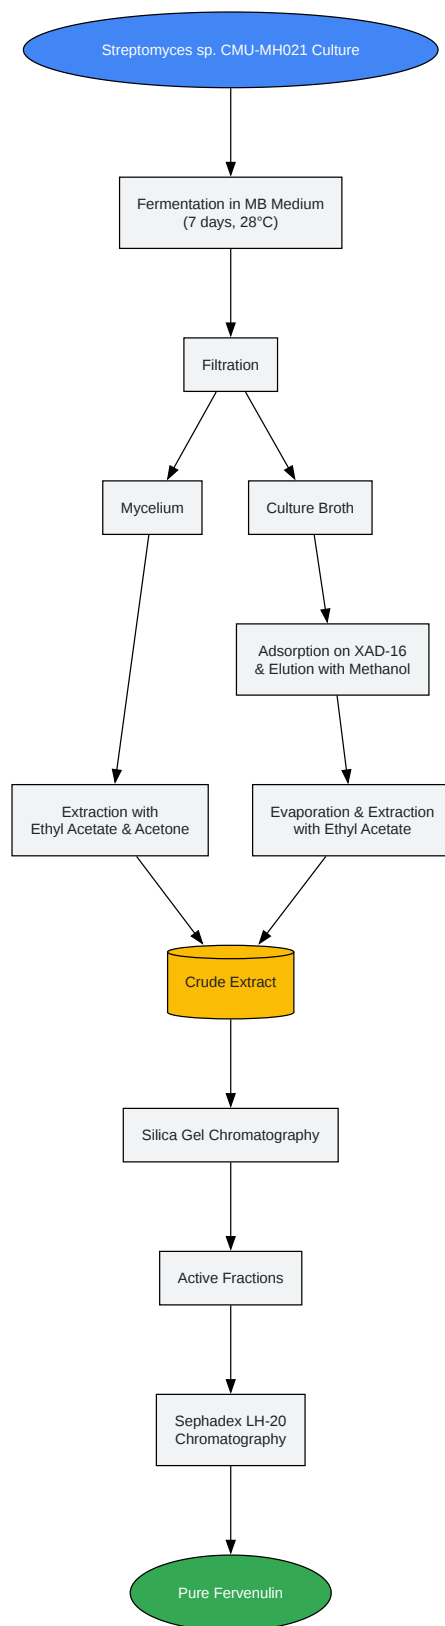 Streptomyces sp. CMU-MH021 Culture
Fermentation in MB Medium
(7 days, 28°C)
Filtration
Mycelium
Culture Broth
Adsorption on XAD-16
& Elution with Methanol
Extraction with
Ethyl Acetate & Acetone
Evaporation & Extraction
with Ethyl Acetate
Crude Extract
Silica Gel Chromatography
Active Fractions
Sephadex LH-20
Chromatography
Pure Fervenulin